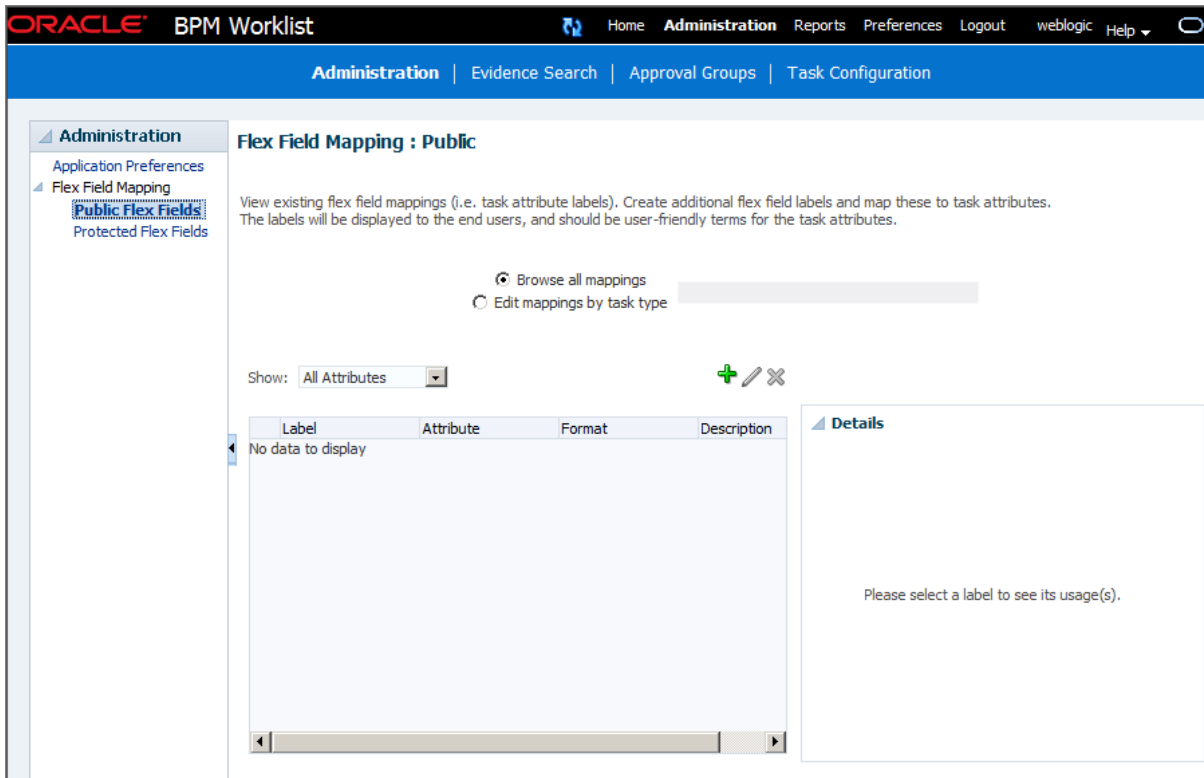 ORACLE BPM Worklist Home Administration Reports Preferences Logout weblogic Help
Administration | Evidence Search | Approval Groups | Task Configuration
Administration
Application Preferences
Flex Field Mapping
Public Flex Fields
Protected Flex Fields
Flex Field Mapping : Public
View existing flex field mappings (i.e. task attribute labels). Create additional flex field labels and map these to task attributes.
The labels will be displayed to the end users, and should be user-friendly terms for the task attributes.
Browse all mappings
Edit mappings by task type
Show: All Attributes
Label Attribute Format Description
No data to display
Details
Please select a label to see its usage(s).